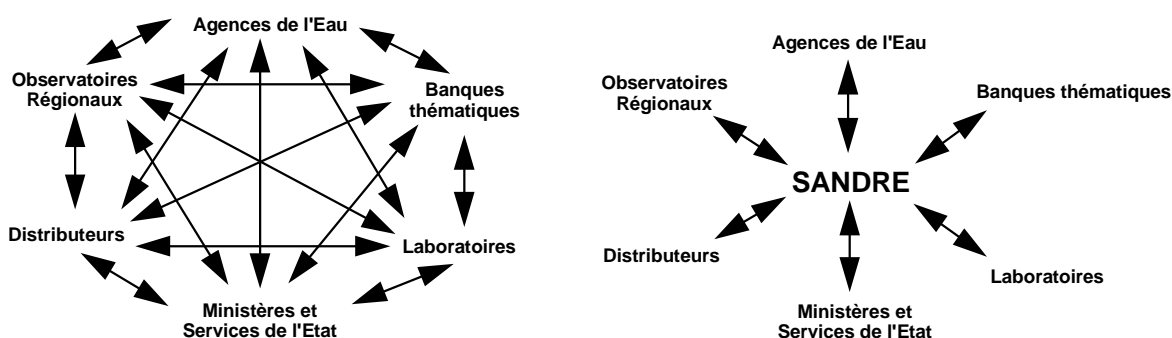 Agences de l'Eau
Observatoires
Régionaux
Banques
thématiques
Distributeurs
Laboratoires
Ministères et
Services de l'Etat
Agences de l'Eau
Observatoires
Régionaux
Banques thématiques
SANDRE
Distributeurs
Laboratoires
Ministères et
Services de l'Etat